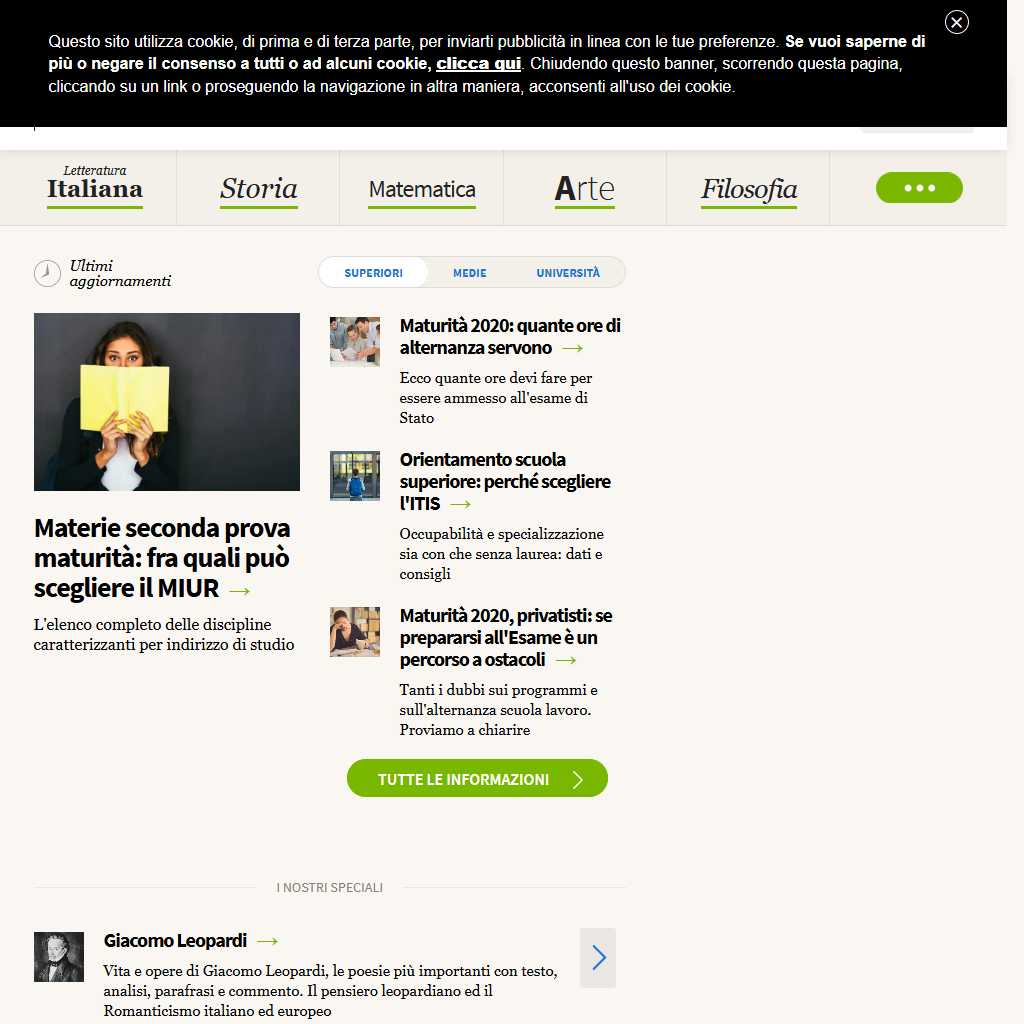 Questo sito utilizza cookie, di prima e di terza parte, per inviarti pubblicità in linea con le tue preferenze. Se vuoi saperne di
più o negare il consenso a tutti o ad alcuni cookie, clicca qui. Chiudendo questo banner, scorrendo questa pagina,
cliccando su un link o proseguendo la navigazione in altra maniera, acconsenti all'uso dei cookie.
Letteratura
Italiana
Storia
Matematica
Arte
Filosofia
Ultimi
aggiornamenti
SUPERIORI
MEDIE
UNIVERSITÀ
Materie seconda prova
maturità: fra quali può
scegliere il MIUR →
L'elenco completo delle discipline
caratterizzanti per indirizzo di studio
Maturità 2020: quante ore di
alternanza servono →
Ecco quante ore devi fare per
essere ammesso all'esame di
Stato
Orientamento scuola
superiore: perché scegliere
l'ITIS →
Occupabilità e specializzazione
sia con che senza laurea: dati e
consigli
Maturità 2020, privatisti: se
prepararsi all'Esame è un
percorso a ostacoli →
Tanti i dubbi sui programmi e
sull'alternanza scuola lavoro.
Proviamo a chiarire
TUTTE LE INFORMAZIONI
I NOSTRI SPECIALI
Giacomo Leopardi →
Vita e opere di Giacomo Leopardi, le poesie più importanti con testo,
analisi, parafrasi e commento. Il pensiero leopardiano ed il
Romanticismo italiano ed europeo